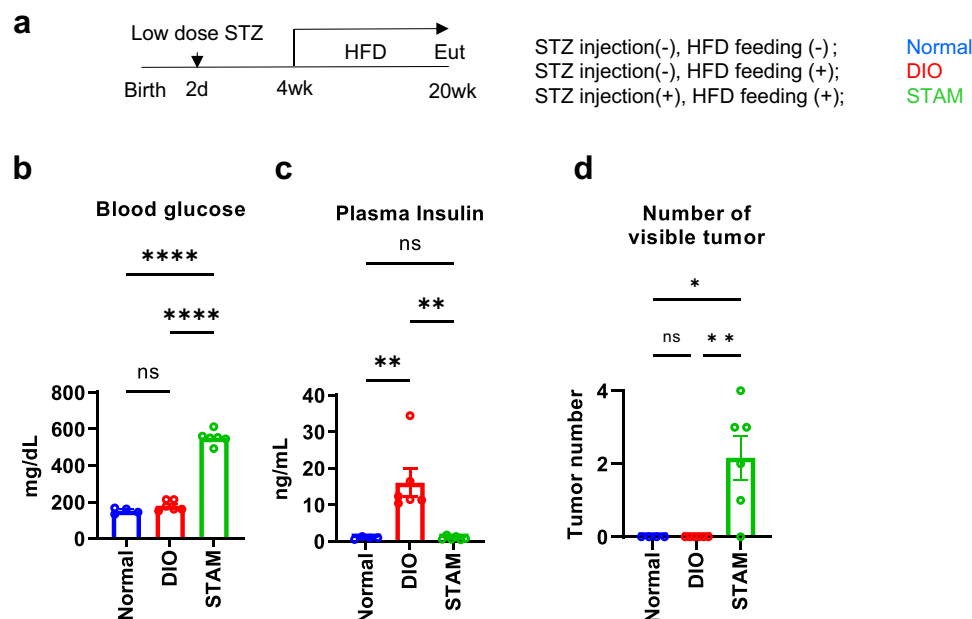 a
Low dose STZ
HFD
Eut
Birth
2d
4wk
20wk
STZ injection(-), HFD feeding (-); Normal
STZ injection(-), HFD feeding (+); DIO
STZ injection(+), HFD feeding (+); STAM
b
Blood glucose
****
****
ns
mg/dL
800
600
400
200
0
Normal
DIO
STAM
c
Plasma Insulin
ns
**
**
ng/mL
40
30
20
10
0
Normal
DIO
STAM
d
Number of
visible tumor
*
ns
**
Tumor number
4
2
0
Normal
DIO
STAM